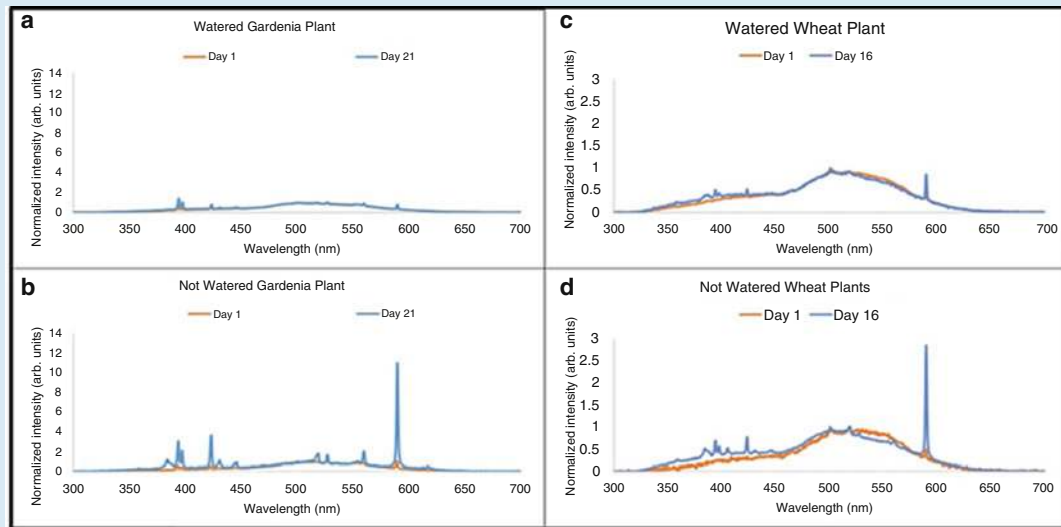 a
Watered Gardenia Plant
Day 1 Day 21
Normalized intensity (arb. units)
14
12
10
8
6
4
2
0
300 350 400 450 500 550 600 650 700
Wavelength (nm)
c
Watered Wheat Plant
Day 1 Day 16
Normalized intensity (arb. units)
3
2.5
2
1.5
1
0.5
0
300 350 400 450 500 550 600 650 700
Wavelength (nm)
b
Not Watered Gardenia Plant
Day 1 Day 21
Normalized intensity (arb. units)
14
12
10
8
6
4
2
0
300 350 400 450 500 550 600 650 700
Wavelength (nm)
d
Not Watered Wheat Plants
Day 1 Day 16
Normalized intensity (arb. units)
3
2.5
2
1.5
1
0.5
0
300 350 400 450 500 550 600 650 700
Wavelength (nm)